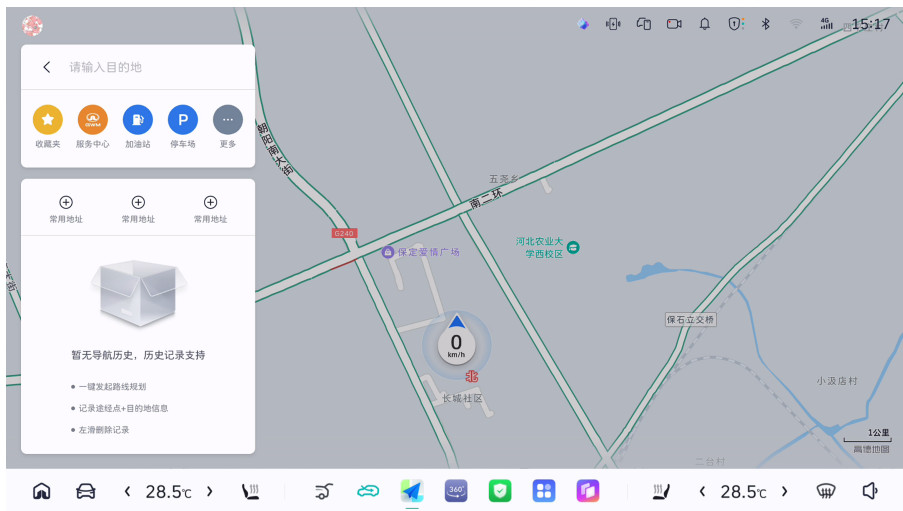 4G
15:17
请输入目的地
GWM
P
收藏夹
服务中心
加油站
停车场
更多
常用地址
常用地址
常用地址
暂无导航历史，历史记录支持
一键发起路线规划
记录途经点+目的地信息
左滑删除记录
朝阳南大街
五尧乡
南二环
G240
保定爱情广场
河北农业大
学西校区
保石立交桥
0
km/h
北
长城社区
小汲店村
二台村
1公里
高德地图
28.5℃
360°
28.5℃